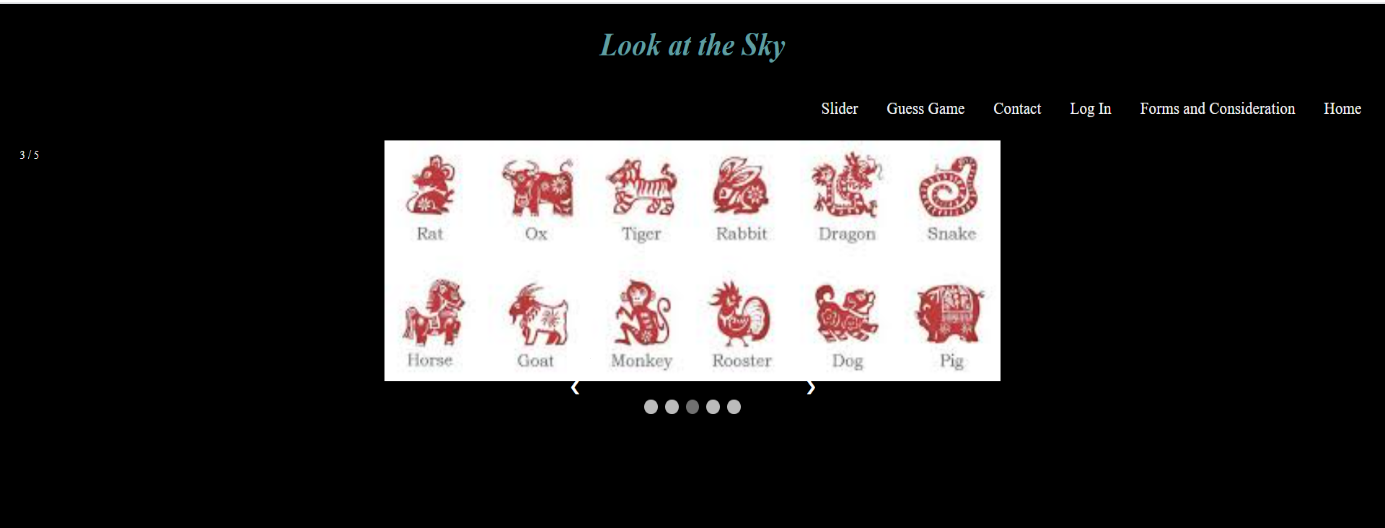 Look at the Sky
Slider Guess Game Contact Log In Forms and Consideration Home
3 / 5
Rat Ox Tiger Rabbit Dragon Snake
Horse Goat Monkey Rooster Dog Pig
❮ ❯